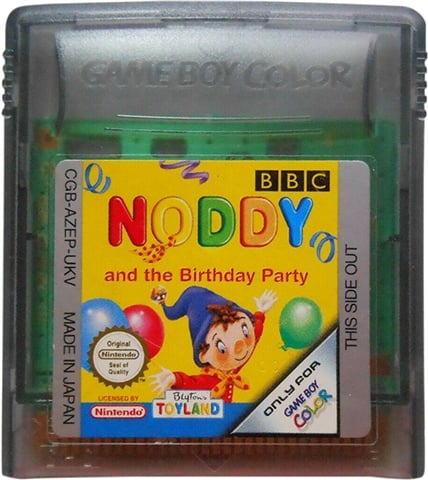 GAME BOY COLOR
BBC
NODDY
and the Birthday Party
CGB-AZEP-UKV
MADE IN JAPAN
THIS SIDE OUT
Original
Nintendo
Seal of
Quality
TM
LICENSED BY
Nintendo
Blyton's
TOYLAND
ONLY FOR
GAME BOY
COLOR